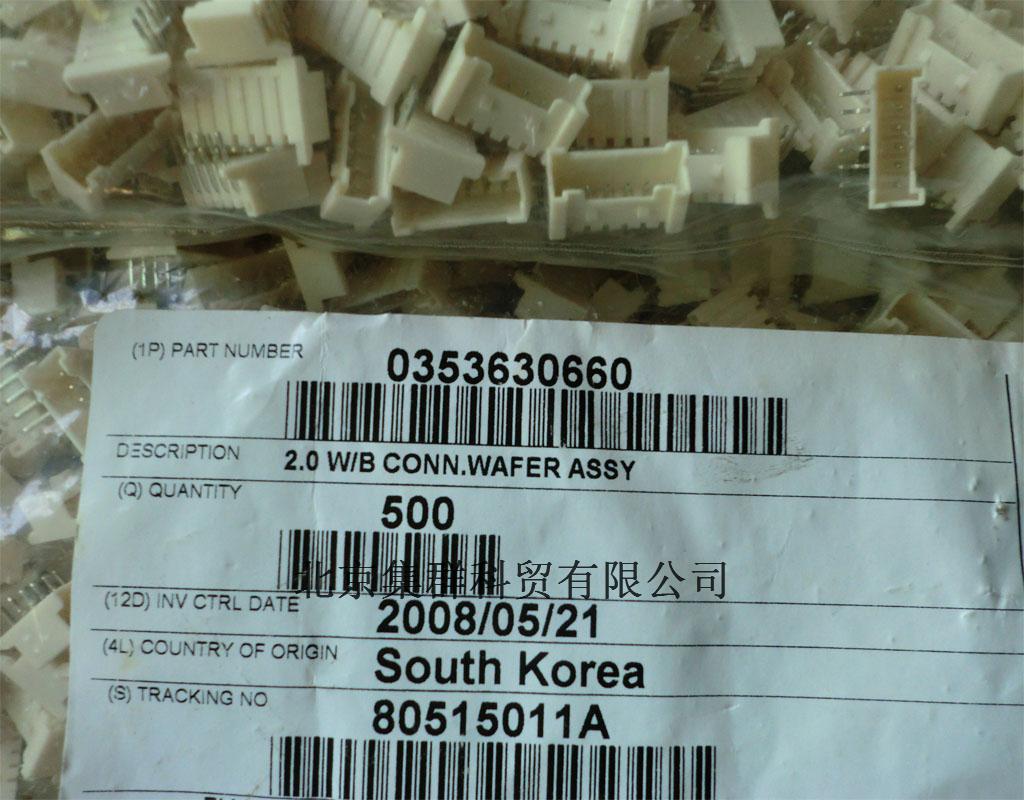 (1P) PART NUMBER
0353630660
DESCRIPTION
2.0 W/B CONN.WAFER ASSY
(Q) QUANTITY
500
北京集群科贸有限公司
(12D) INV CTRL DATE
2008/05/21
(4L) COUNTRY OF ORIGIN
South Korea
(S) TRACKING NO
80515011A